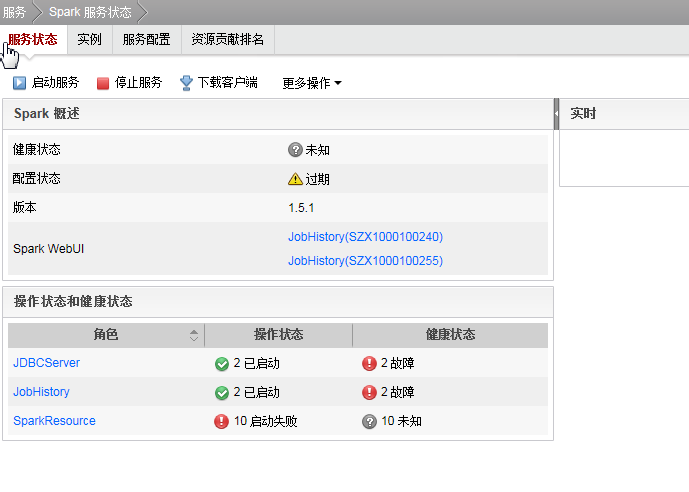 服务 Spark 服务状态
服务状态 实例 服务配置 资源贡献排名
启动服务 停止服务 下载客户端 更多操作
Spark 概述
健康状态 未知
配置状态 过期
版本 1.5.1
Spark WebUI JobHistory(SZX1000100240)
JobHistory(SZX1000100255)
实时
操作状态和健康状态
角色 操作状态 健康状态
JDBCServer 2 已启动 2 故障
JobHistory 2 已启动 2 故障
SparkResource 10 启动失败 10 未知